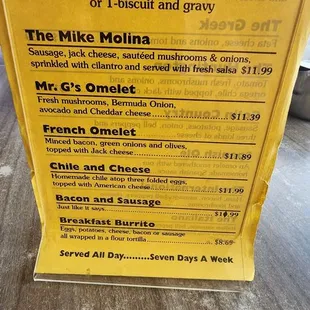 or 1-biscuit and gravy
The Mike Molina
Sausage, jack cheese, sautéed mushrooms & onions,
sprinkled with cilantro and served with fresh salsa $11.99
Mr. G's Omelet
Fresh mushrooms, Bermuda Onion,
avocado and Cheddar cheese $11.39
French Omelet
Minced bacon, green onions and olives,
topped with Jack cheese $11.89
Chile and Cheese
Homemade chile atop three folded eggs,
topped with American cheese $11.99
Bacon and Sausage
Just like it says $10.99
Breakfast Burrito
Eggs, potatoes, cheese, bacon or sausage
all wrapped in a flour tortilla $8.69
Served All Day.........Seven Days A Week